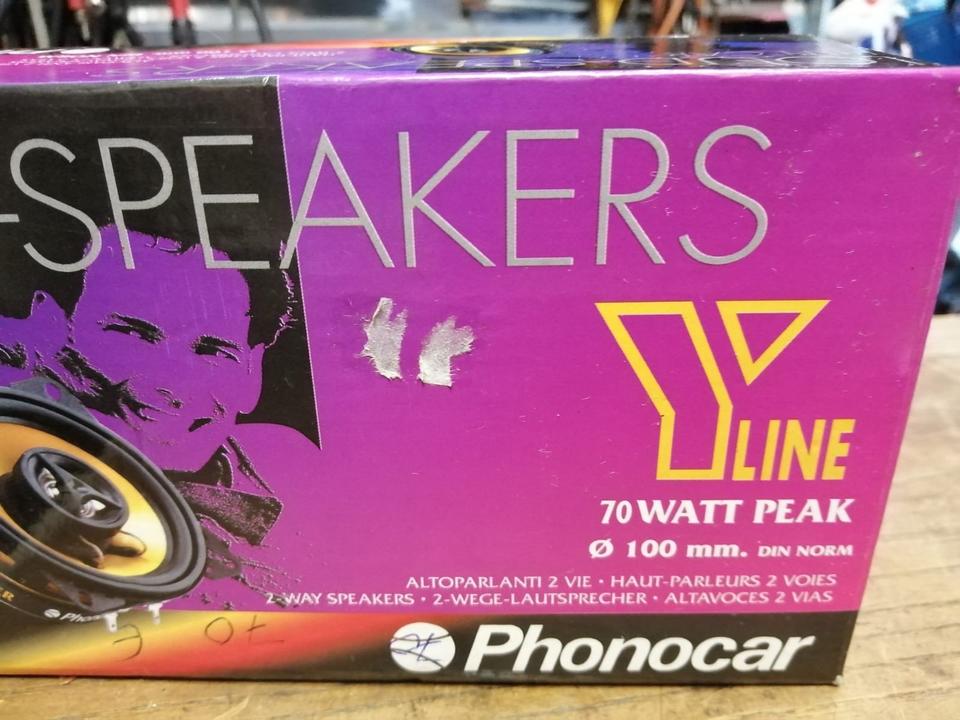 -SPEAKERS
Y LINE
70 WATT PEAK
Ø 100 mm. DIN NORM
ALTOPARLANTI 2 VIE • HAUT-PARLEURS 2 VOIES
2-WAY SPEAKERS • 2-WEGE-LAUTSPRECHER • ALTAVOCES 2 VIAS
Phonocar